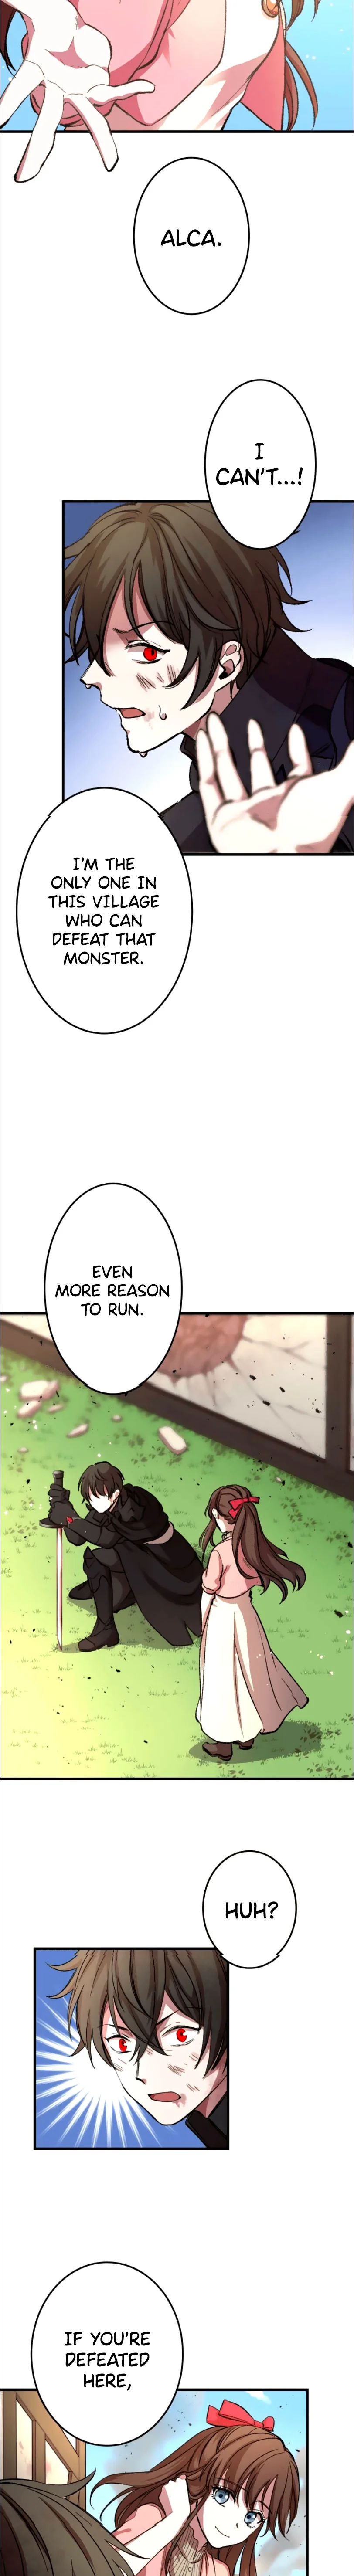 ALCA.
I
CAN'T...!
I'M THE
ONLY ONE IN
THIS VILLAGE
WHO CAN
DEFEAT THAT
MONSTER.
EVEN
MORE REASON
TO RUN.
HUH?
IF YOU'RE
DEFEATED
HERE,